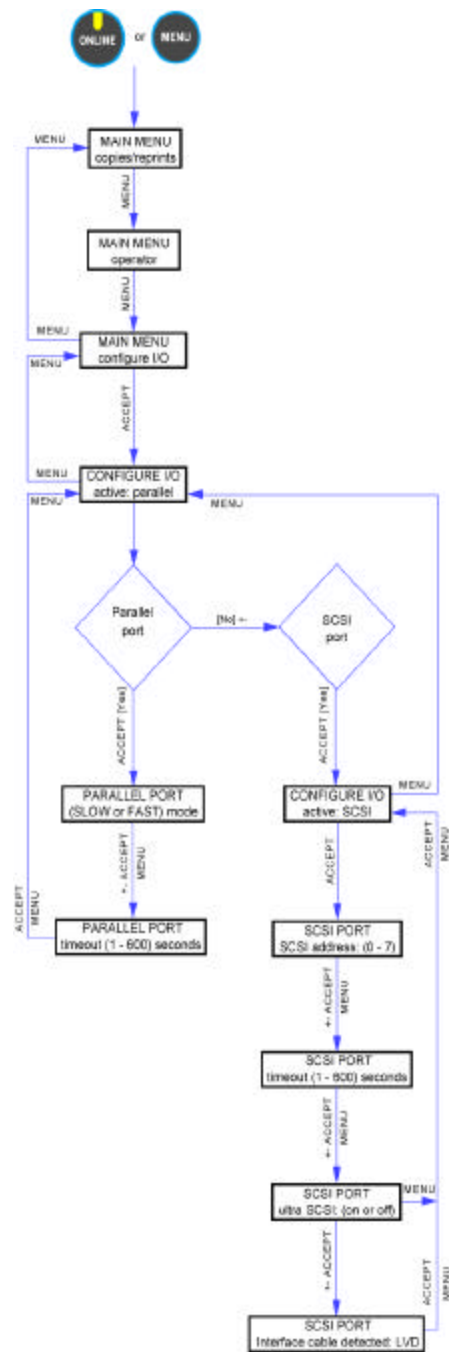 ONLINE or MENU
MENU
MAIN MENU
copies/reprints
MENU
MAIN MENU
operator
MENU
MENU
MAIN MENU
configure I/O
MENU
ACCEPT
MENU
CONFIGURE I/O
active: parallel
MENU
Parallel
port
[No] +-
SCSI
port
ACCEPT [Yes]
ACCEPT [Yes]
PARALLEL PORT
(SLOW or FAST) mode
CONFIGURE I/O
active: SCSI
MENU
+- ACCEPT
MENU
ACCEPT
ACCEPT
MENU
ACCEPT
MENU
PARALLEL PORT
timeout (1 - 600) seconds
SCSI PORT
SCSI address: (0 - 7)
+- ACCEPT
MENU
SCSI PORT
timeout (1 - 600) seconds
+- ACCEPT
MENU
SCSI PORT
ultra SCSI: (on or off)
MENU
+- ACCEPT
ACCEPT
MENU
SCSI PORT
Interface cable detected: LVD